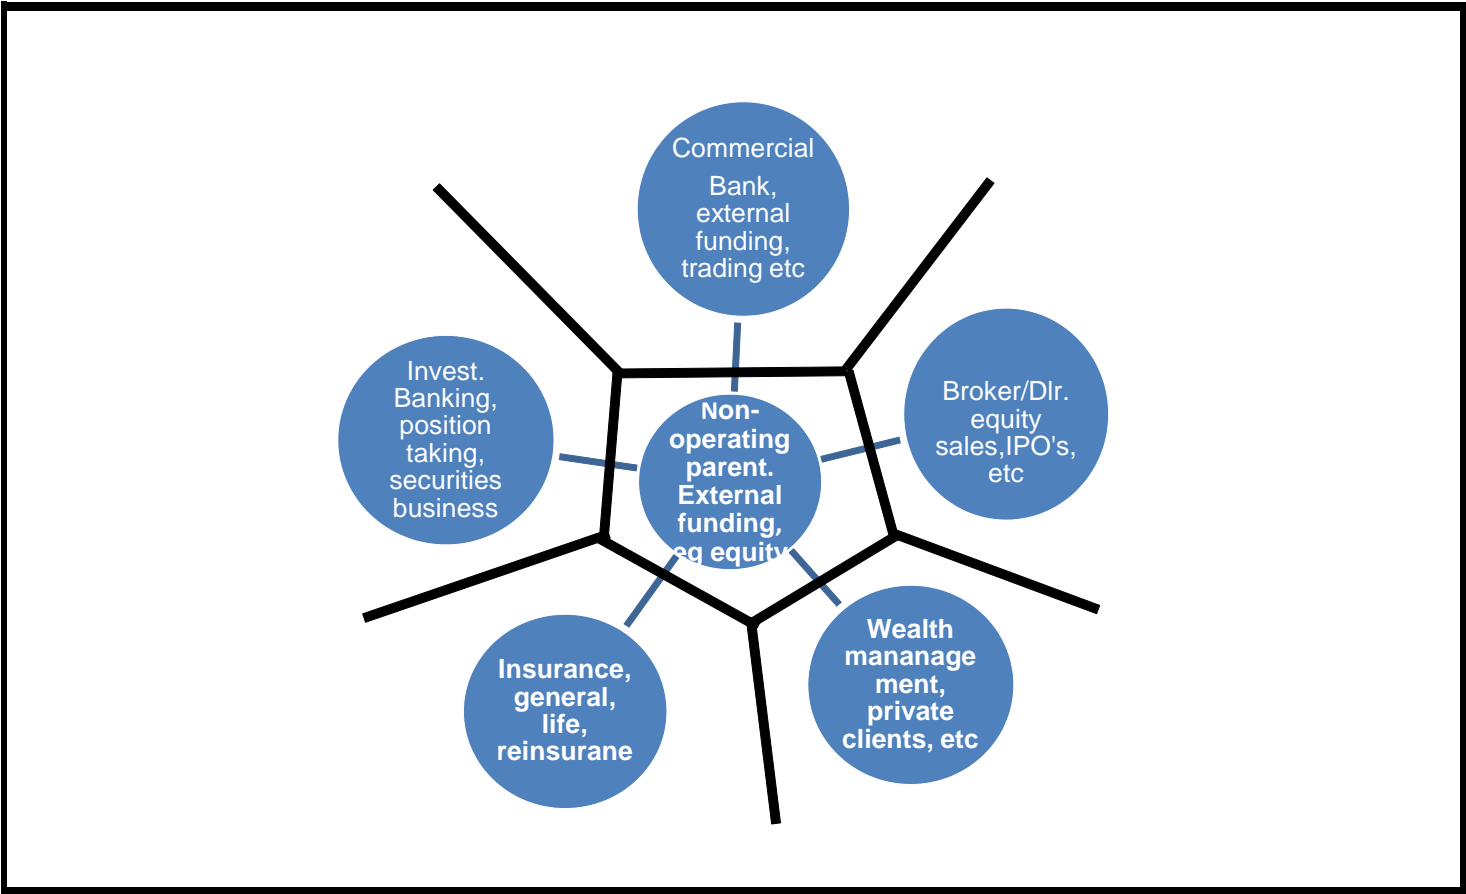 Commercial
Bank,
external
funding,
trading etc
Invest.
Banking,
position
taking,
securities
business
Non-
operating
parent.
External
funding,
eg equity
Broker/Dlr.
equity
sales,IPO's,
etc
Insurance,
general,
life,
reinsurane
Wealth
mananage
ment,
private
clients, etc